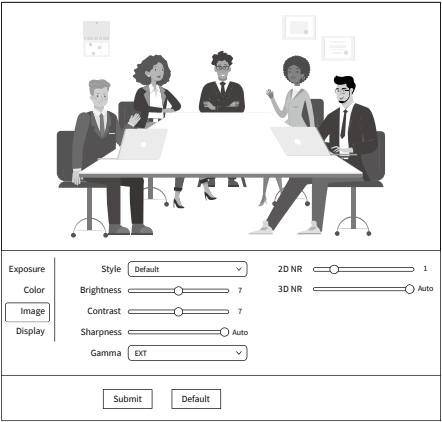 Exposure
Color
Image
Display
Style Default
Brightness 7
Contrast 7
Sharpness Auto
Gamma EXT
2D NR 1
3D NR Auto
Submit Default